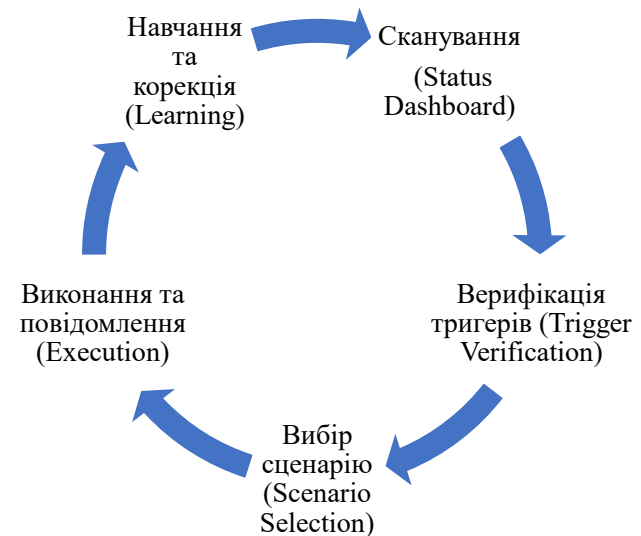 Навчання
та
корекція
(Learning)
Сканування
(Status
Dashboard)
Верифікація
тригерів (Trigger
Verification)
Вибір
сценарію
(Scenario
Selection)
Виконання та
повідомлення
(Execution)